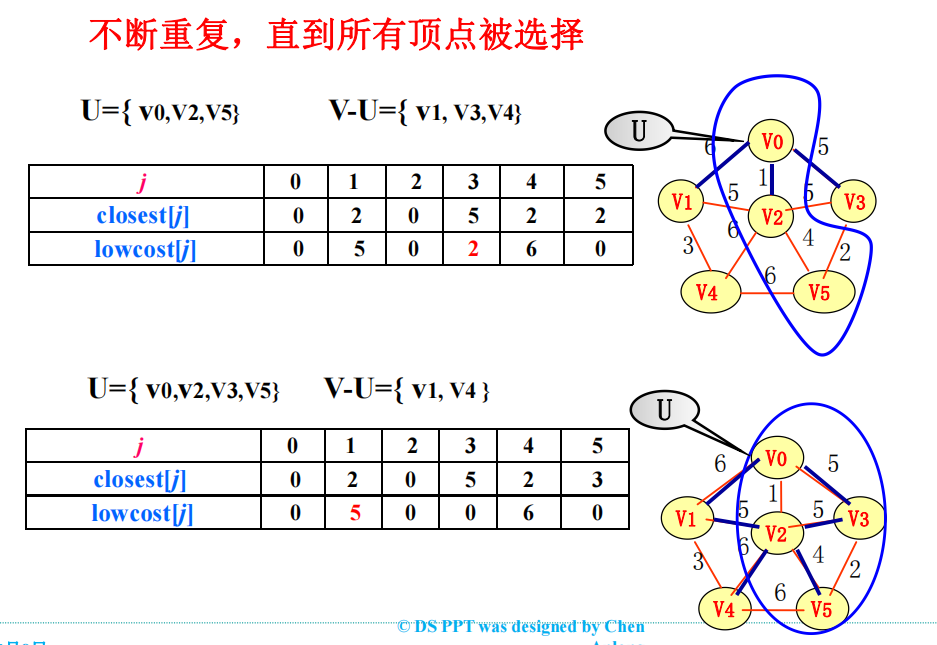 不断重复，直到所有顶点被选择
U={ v0,V2,V5} V-U={ v1, V3,V4}
U
j 0 1 2 3 4 5
closest[j] 0 2 0 5 2 2
lowcost[j] 0 5 0 2 6 0
V0
6 5
1
V1 5 5 V3
V2
3 6 4 2
6
V4 V5
U={ v0,v2,V3,V5} V-U={ v1, V4 }
U
j 0 1 2 3 4 5
closest[j] 0 2 0 5 2 3
lowcost[j] 0 5 0 0 6 0
V0
6 5
1
V1 5 5 V3
V2
3 6 4 2
6
V4 V5
© DS PPT was designed by Chen